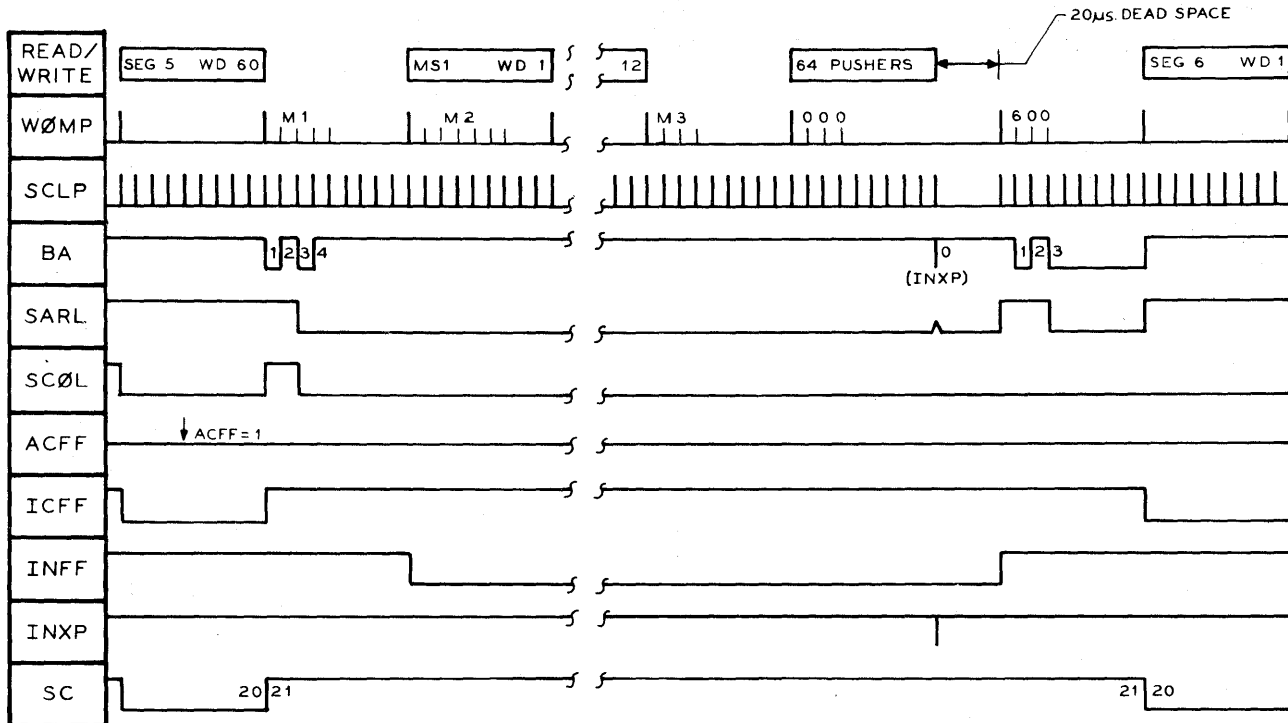 20µs. DEAD SPACE
READ/
WRITE
SEG 5 WD 60
MS1 WD 1
12
64 PUSHERS
SEG 6 WD 1
WØMP
M1
M2
M3
000
600
SCLP
BA
1 2 3 4
0
(INXP)
1 2 3
SARL
SCØL
ACFF
ACFF = 1
ICFF
INFF
INXP
SC
20 21
21 20